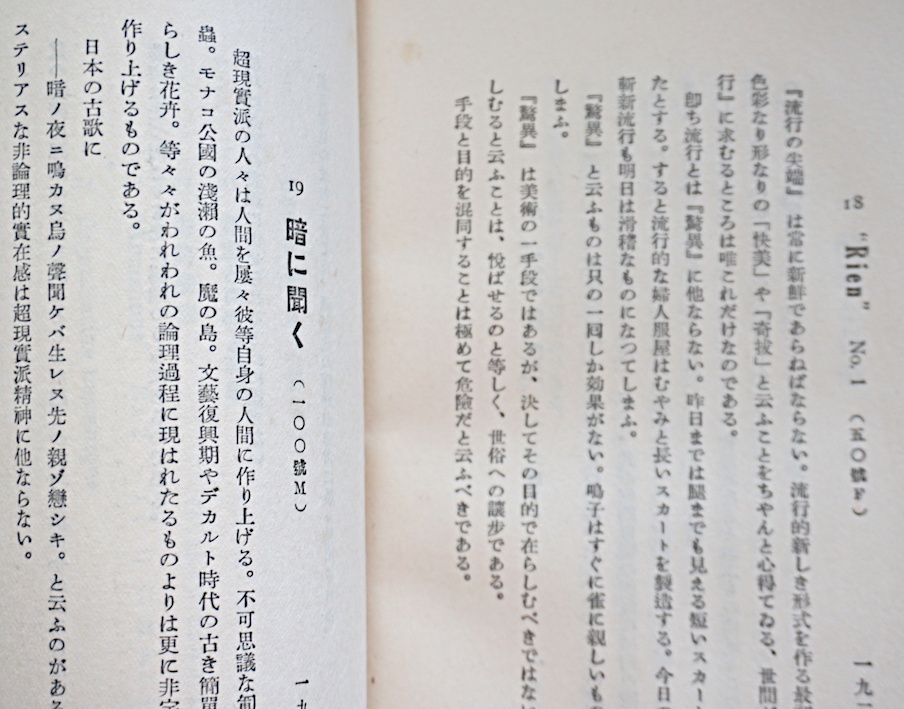 18 "Rien" No. 1 (五〇號F) 一九
『流行の尖端』は常に新鮮であらねばならない。流行的新しき形式を作る最
色彩なり形なりの「快美」や「奇拔」と云ふことをちやんと心得てゐる、世間が
行』に求むるところは唯これだけなのである。
卽ち流行とは『驚異』に他ならない。昨日までは腿までも見える短いスカー
たとする。すると流行的な婦人服屋はむやみと長いスカートを製造する。今日の
斬新流行も明日は滑稽なものになつてしまふ。
『驚異』と云ふものは只の一囘しか効果がない。鳴子はすぐに雀に親しいもの
しまふ。
『驚異』は美術の一手段ではあるが、決してその目的で在らしむべきではな
しむると云ふことは、悅ばせるのと等しく、世俗への讓步である。
手段と目的を混同することは極めて危險だと云ふべきである。
19 暗に聞く (一〇〇號M) 一九
超現實派の人々は人間を屢々彼等自身の人間に作り上げる。不可思議な
蟲。モナコ公國の淺瀨の魚。魔の島。文藝復興期やデカルト時代の古き簡單
らしき花卉。等々々がわれわれの論理過程に現はれたるものよりは更に非
作り上げるものである。
日本の古歌に
——暗ノ夜ニ鳴カヌ烏ノ聲聞ケバ生レヌ先ノ親ゾ戀シキ。と云ふのがある
ステリアスな非論理的實在感は超現實派精神に他ならない。